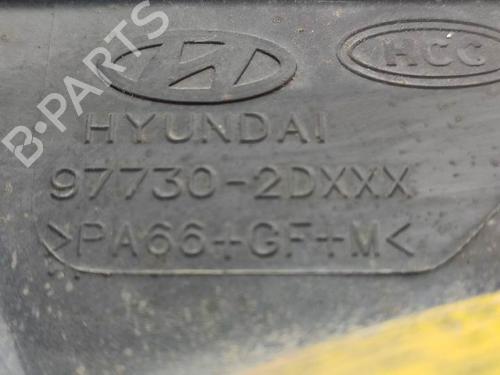 HCC
HYUNDAI
97730-2DXXX
>PA66+GF+M<
B-PARTS